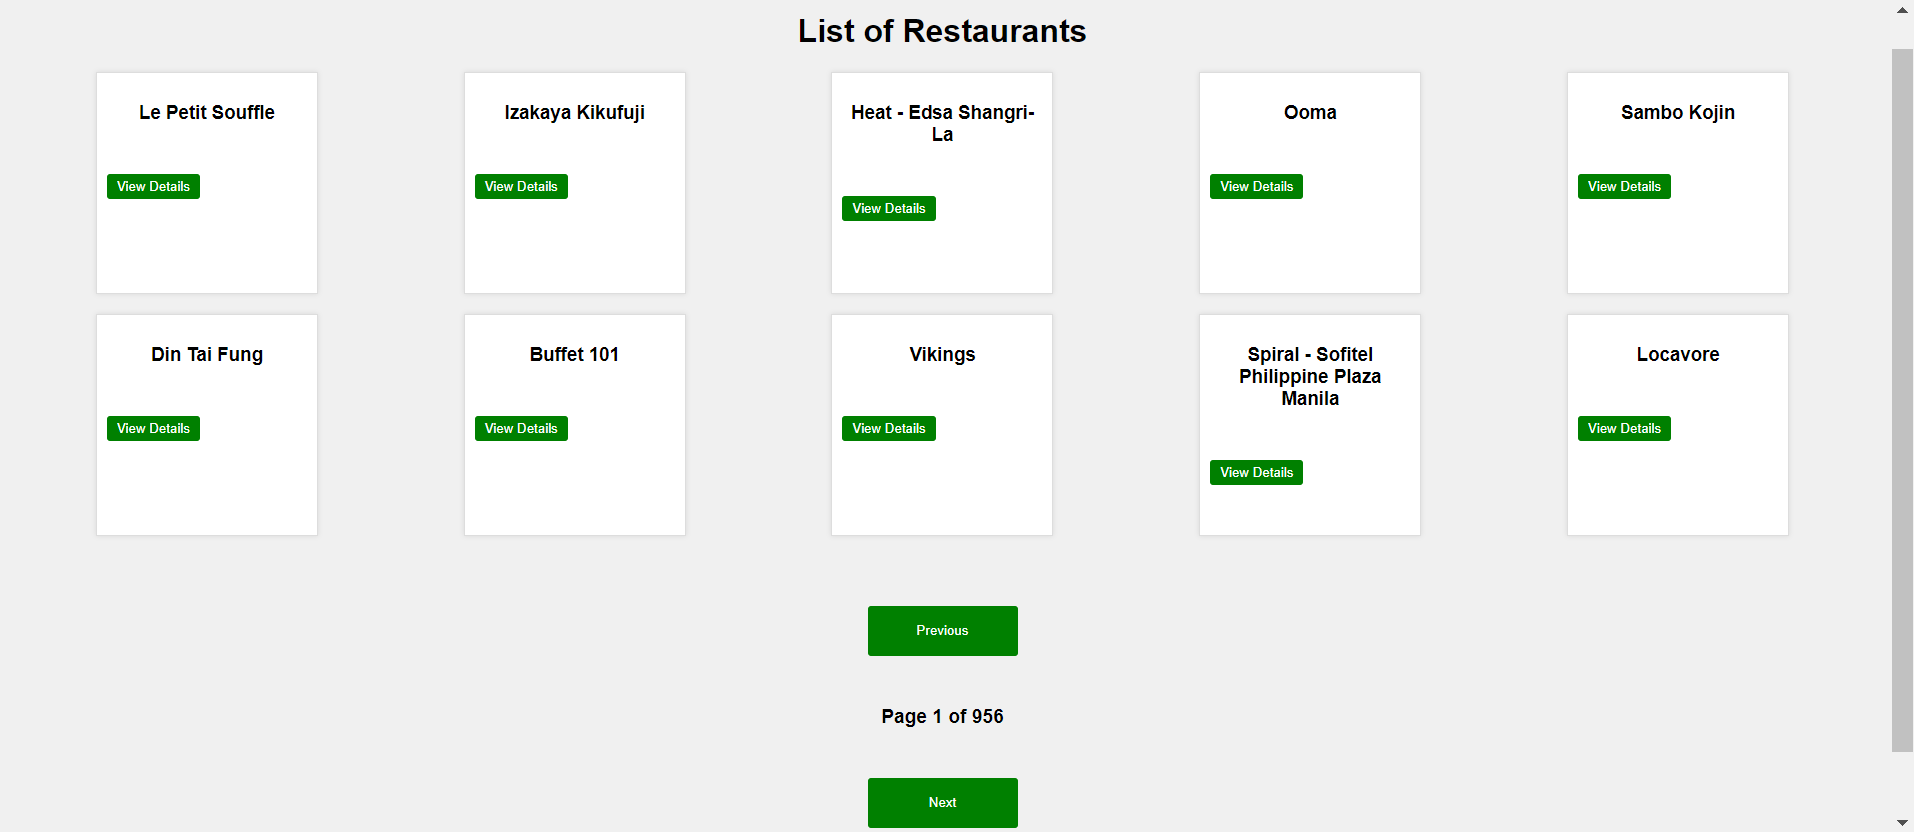 List of Restaurants
Le Petit Souffle
View Details
Izakaya Kikufuji
View Details
Heat - Edsa Shangri-
La
View Details
Ooma
View Details
Sambo Kojin
View Details
Din Tai Fung
View Details
Buffet 101
View Details
Vikings
View Details
Spiral - Sofitel
Philippine Plaza
Manila
View Details
Locavore
View Details
Previous
Page 1 of 956
Next